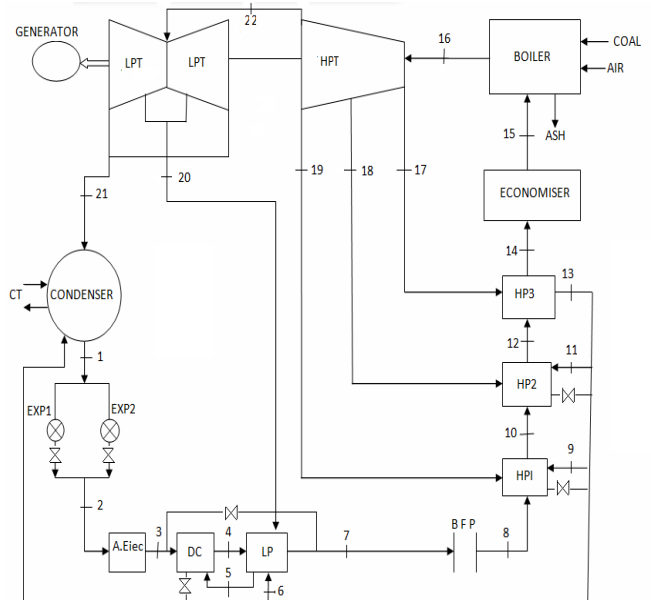 22
GENERATOR
LPT
LPT
HPT
16
BOILER
COAL
AIR
15
ASH
19
18
17
20
21
ECONOMISER
14
CT
CONDENSER
HP3
13
1
12
11
HP2
EXP1
EXP2
10
9
HPI
2
B F P
A.Eiec
3
DC
4
LP
7
8
5
6